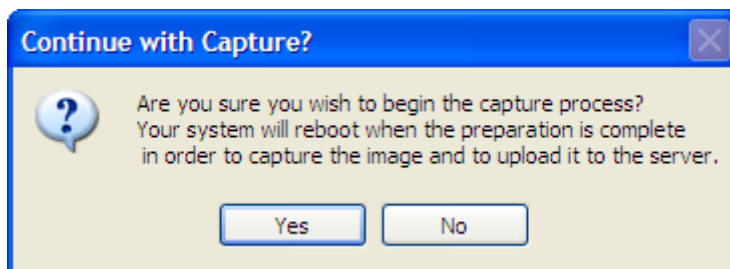 Continue with Capture?
Are you sure you wish to begin the capture process?
Your system will reboot when the preparation is complete
in order to capture the image and to upload it to the server.
Yes No